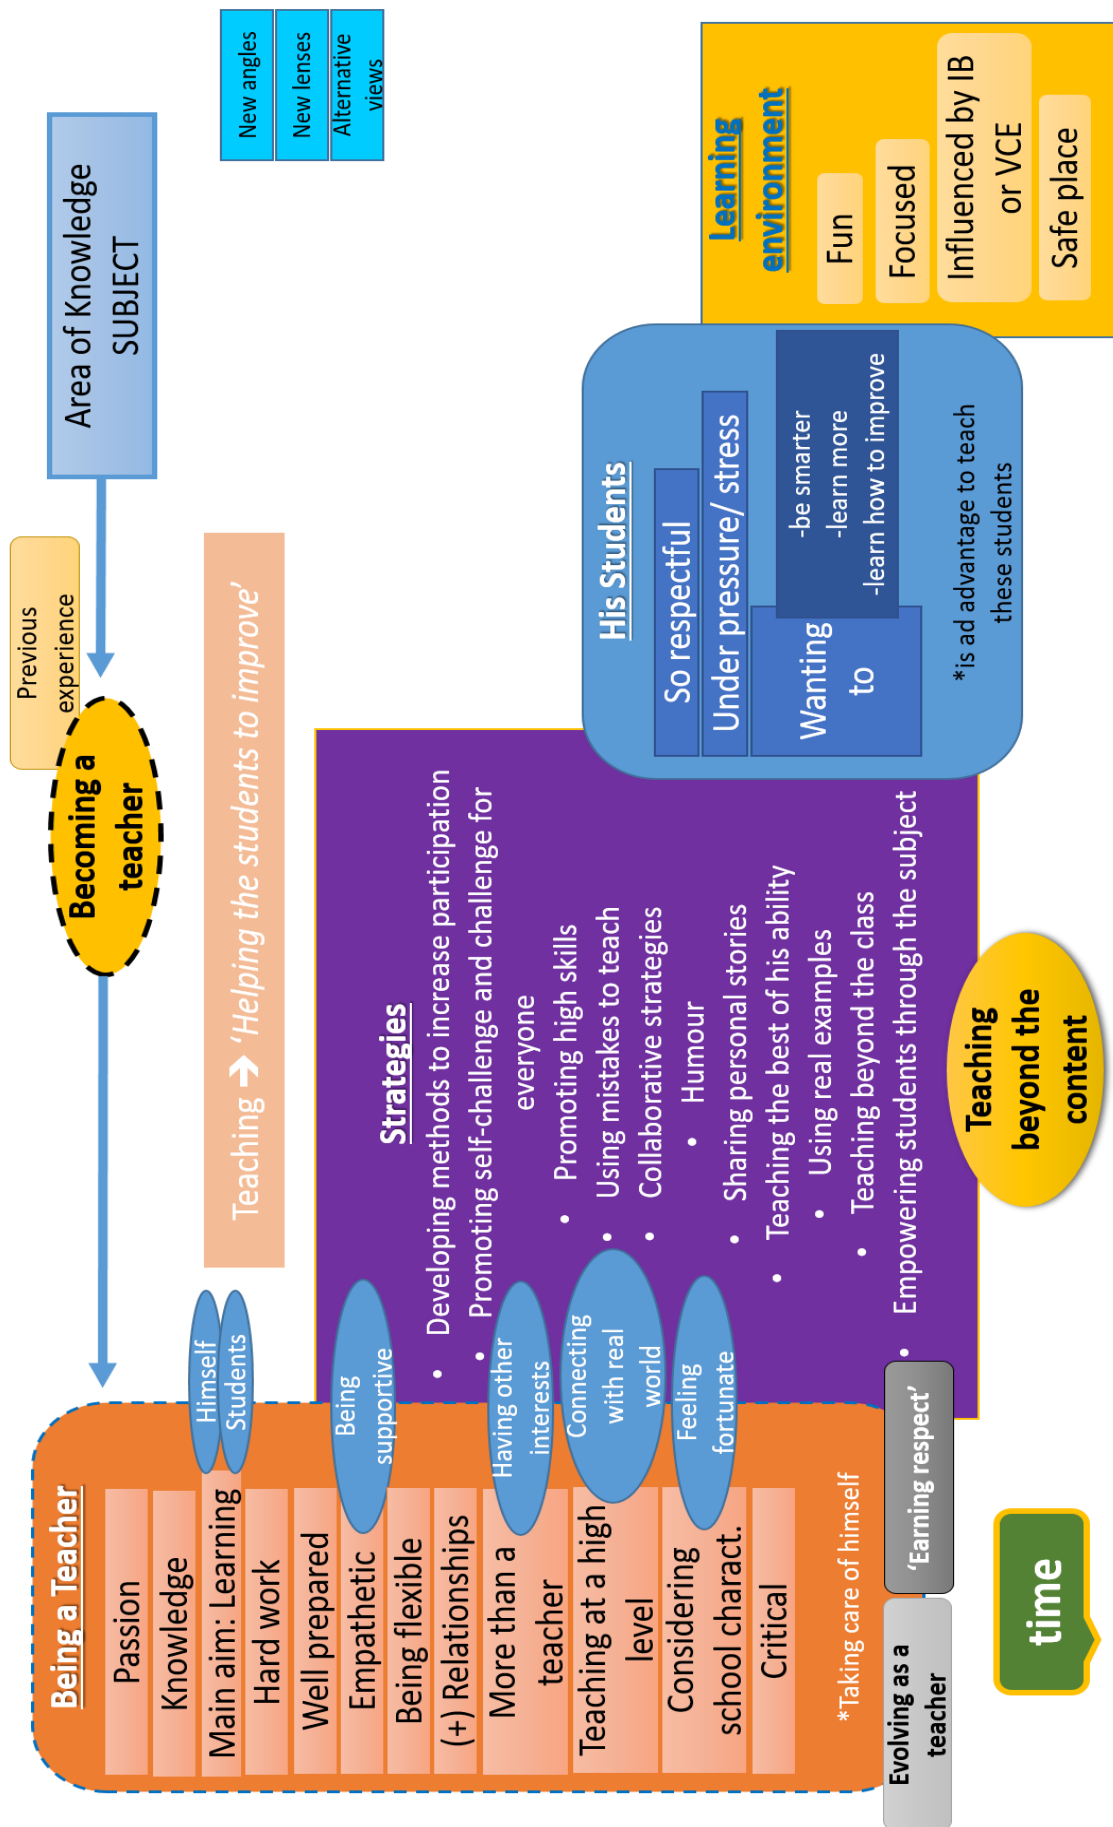 Being a Teacher
Passion
Knowledge
Main aim: Learning
Hard work
Well prepared
Empathetic
Being flexible
(+) Relationships
More than a
teacher
Teaching at a high
level
Considering
school charact.
Critical
*Taking care of himself
Himself
Students
Being
supportive
Having other
interests
Connecting
with real
world
Feeling
fortunate
Evolving as a
teacher
'Earning respect'
time
Becoming a
teacher
Previous
experience
Area of Knowledge
SUBJECT
Teaching → 'Helping the students to improve'
New angles
New lenses
Alternative
views
Strategies
• Developing methods to increase participation
• Promoting self-challenge and challenge for
everyone
• Promoting high skills
• Using mistakes to teach
• Collaborative strategies
• Humour
• Sharing personal stories
• Teaching the best of his ability
• Using real examples
• Teaching beyond the class
• Empowering students through the subject
Teaching
beyond the
content
His Students
So respectful
Under pressure/ stress
Wanting
to
-be smarter
-learn more
-learn how to improve
*is ad advantage to teach
these students
Learning
environment
Fun
Focused
Influenced by IB
or VCE
Safe place